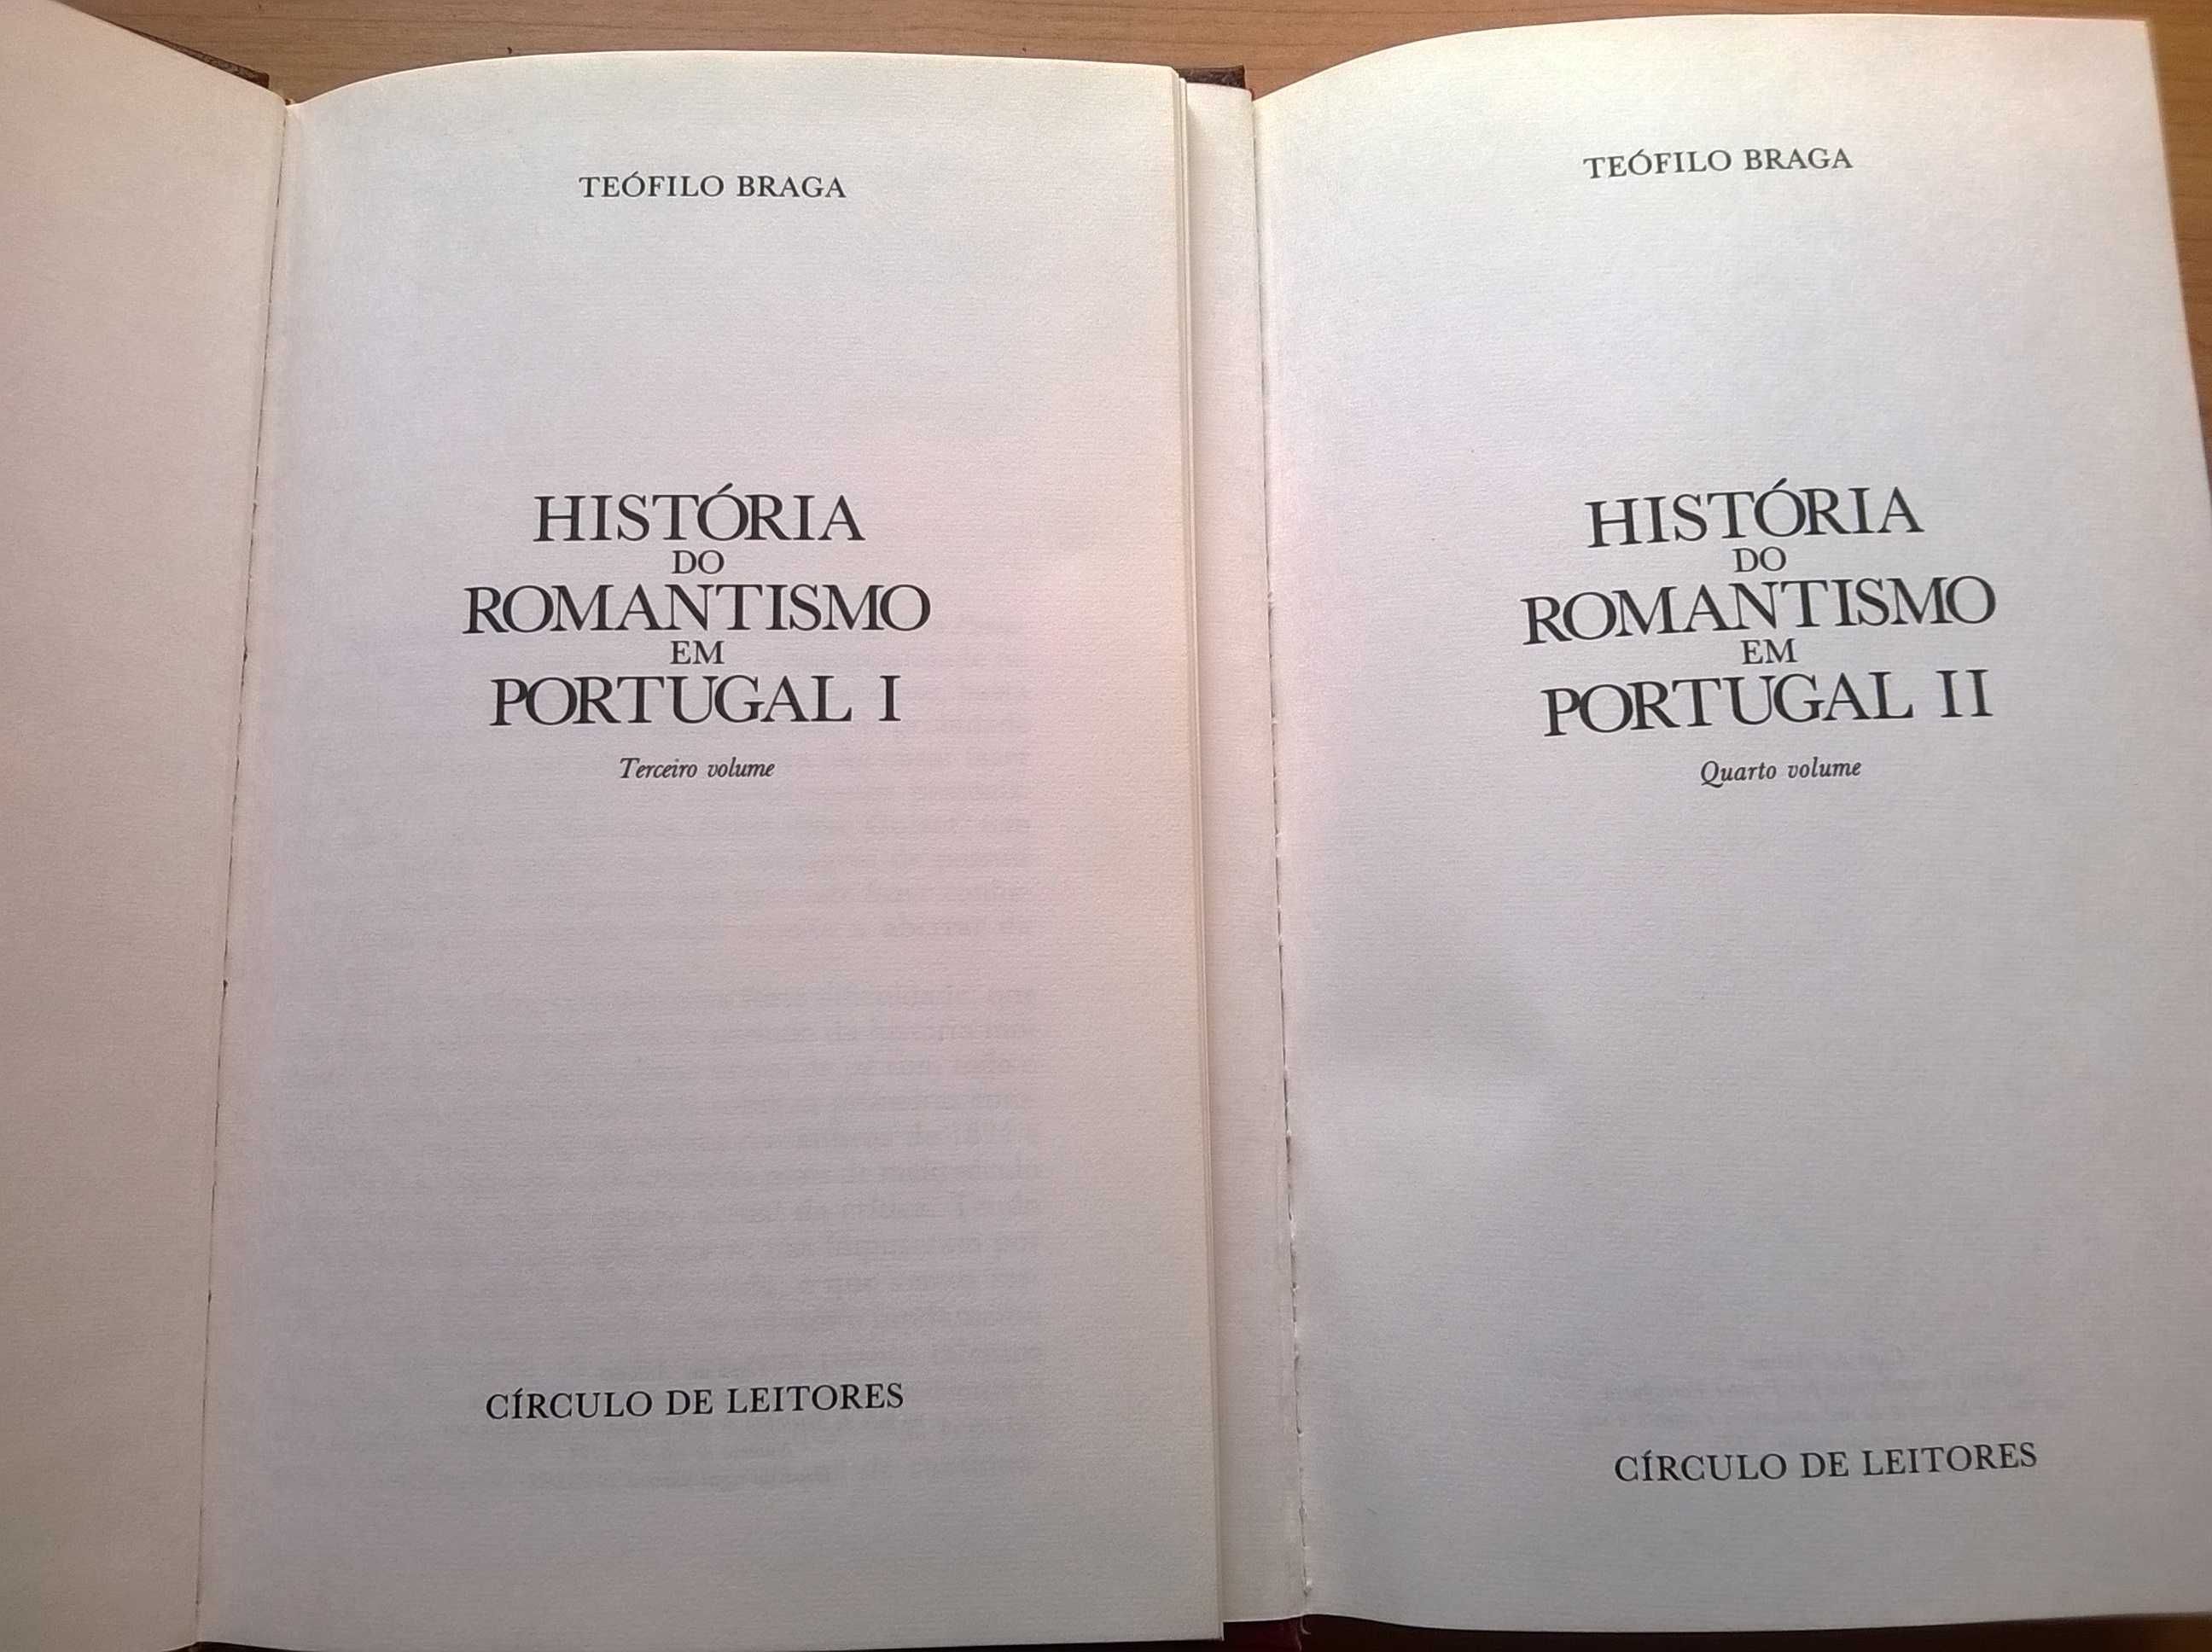 TEÓFILO BRAGA
HISTÓRIA
DO
ROMANTISMO
EM
PORTUGAL I
Terceiro volume
CÍRCULO DE LEITORES
TEÓFILO BRAGA
HISTÓRIA
DO
ROMANTISMO
EM
PORTUGAL II
Quarto volume
CÍRCULO DE LEITORES